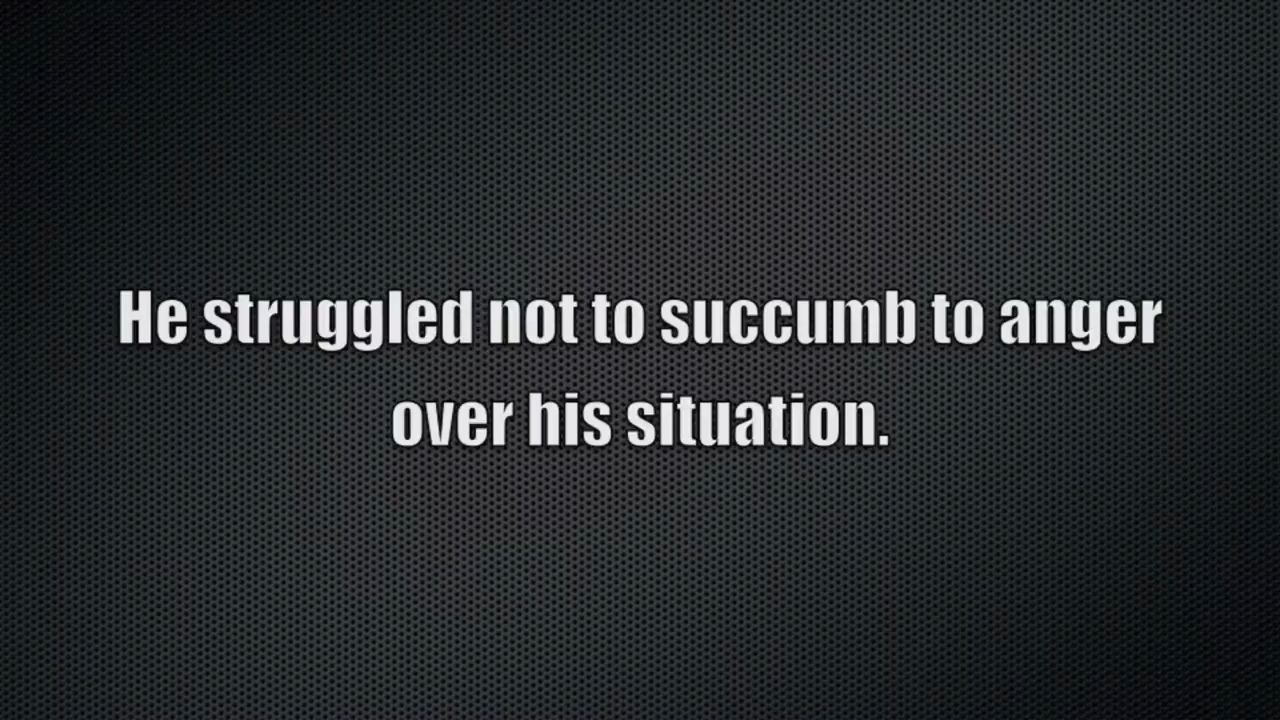 He struggled not to succumb to anger
over his situation.